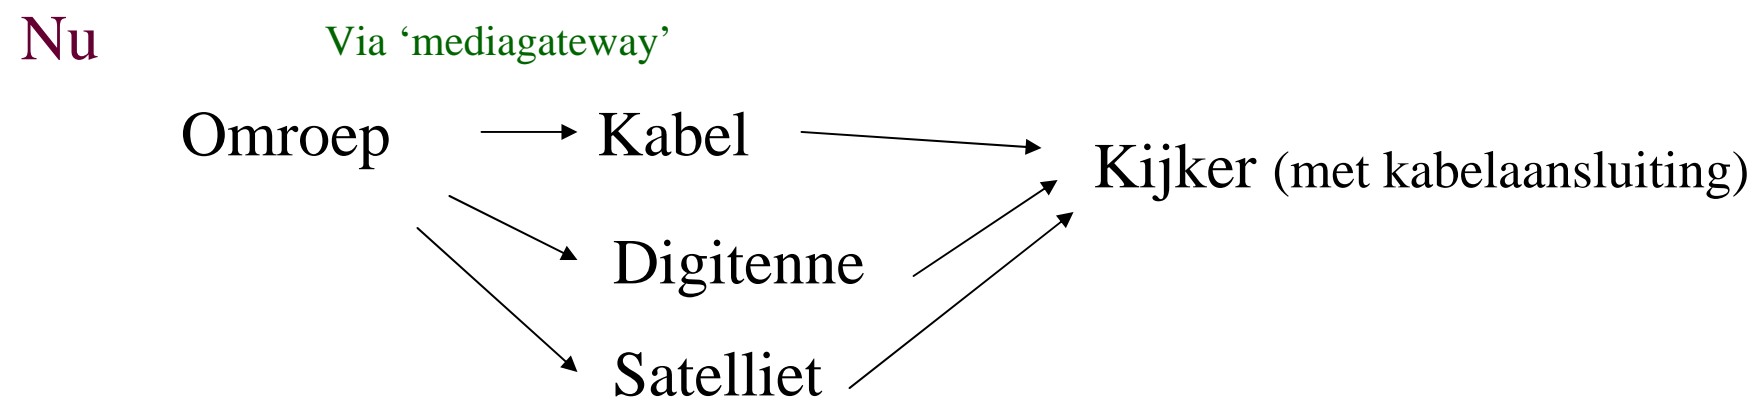 Nu
Via ‘mediagateway’
Omroep
Kabel
Kijker (met kabelaansluiting)
Digitenne
Satelliet